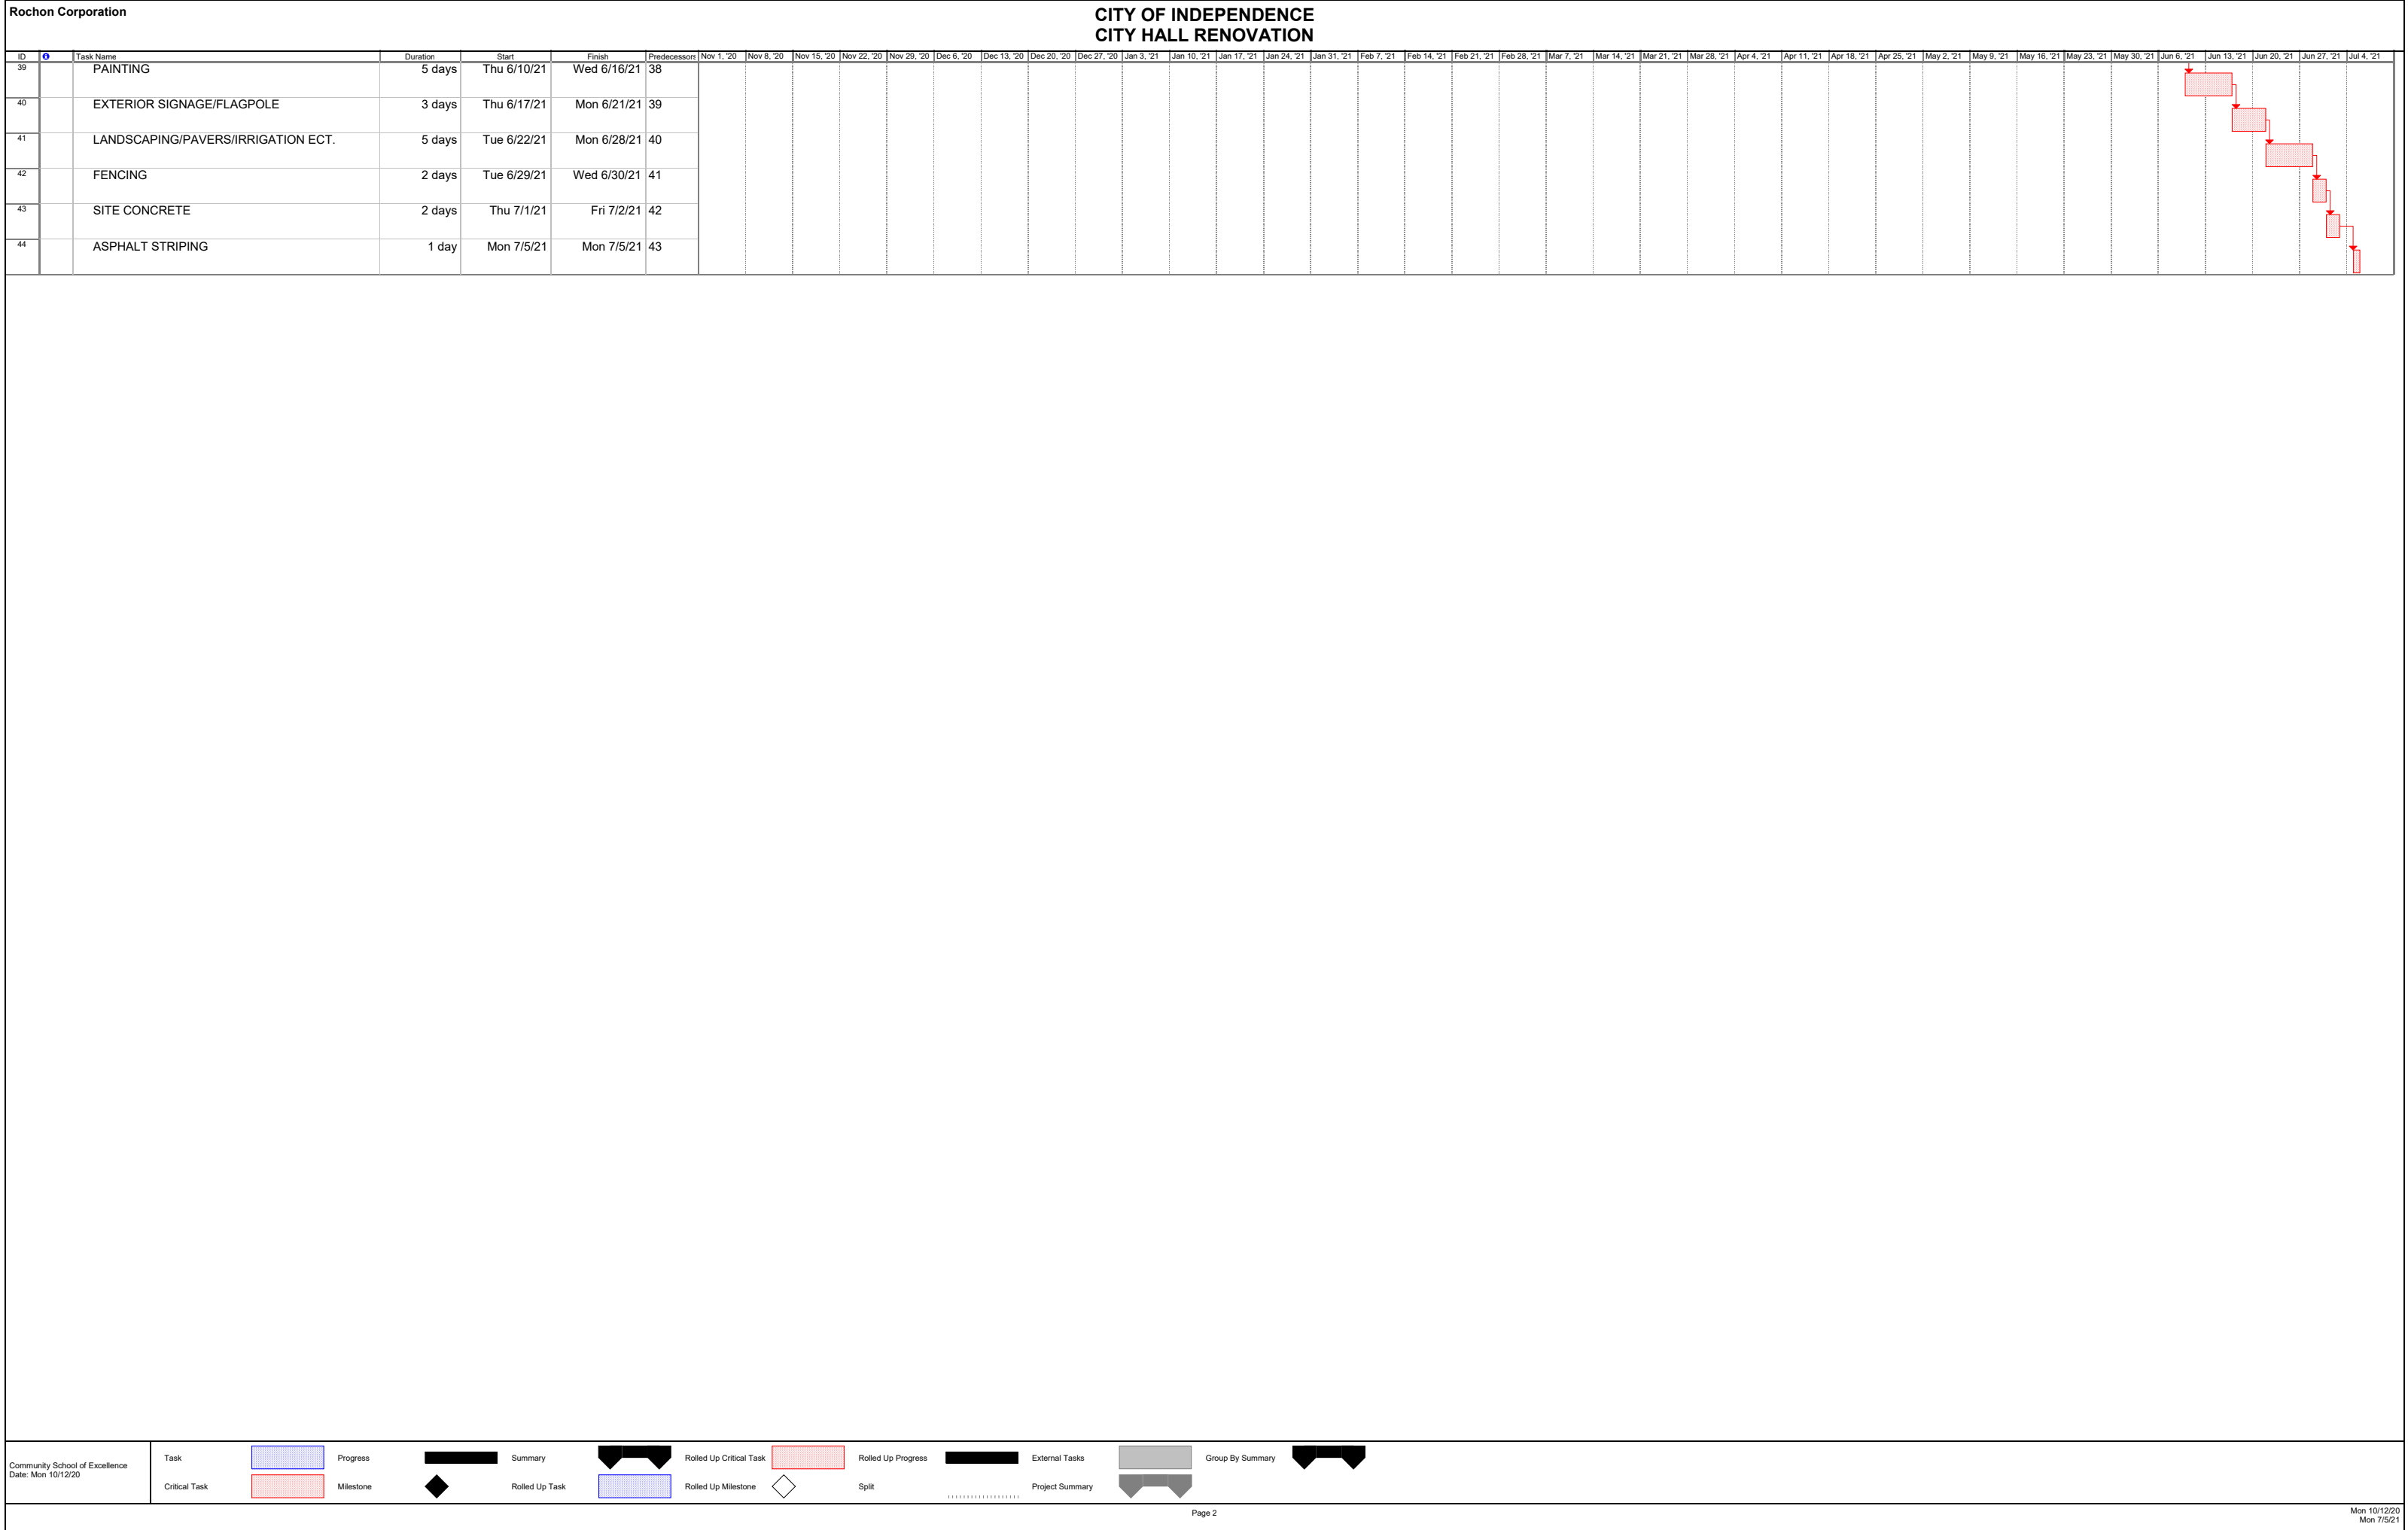 Rochon Corporation
CITY OF INDEPENDENCE
CITY HALL RENOVATION
ID Task Name Duration Start Finish Predecessors Nov 1, '20 Nov 8, '20 Nov 15, '20 Nov 22, '20 Nov 29, '20 Dec 6, '20 Dec 13, '20 Dec 20, '20 Dec 27, '20 Jan 3, '21 Jan 10, '21 Jan 17, '21 Jan 24, '21 Jan 31, '21 Feb 7, '21 Feb 14, '21 Feb 21, '21 Feb 28, '21 Mar 7, '21 Mar 14, '21 Mar 21, '21 Mar 28, '21 Apr 4, '21 Apr 11, '21 Apr 18, '21 Apr 25, '21 May 2, '21 May 9, '21 May 16, '21 May 23, '21 May 30, '21 Jun 6, '21 Jun 13, '21 Jun 20, '21 Jun 27, '21 Jul 4, '21
39 PAINTING 5 days Thu 6/10/21 Wed 6/16/21 38
40 EXTERIOR SIGNAGE/FLAGPOLE 3 days Thu 6/17/21 Mon 6/21/21 39
41 LANDSCAPING/PAVERS/IRRIGATION ECT. 5 days Tue 6/22/21 Mon 6/28/21 40
42 FENCING 2 days Tue 6/29/21 Wed 6/30/21 41
43 SITE CONCRETE 2 days Thu 7/1/21 Fri 7/2/21 42
44 ASPHALT STRIPING 1 day Mon 7/5/21 Mon 7/5/21 43
Community School of Excellence
Date: Mon 10/12/20
Task Progress Summary Rolled Up Critical Task Rolled Up Progress External Tasks Group By Summary
Critical Task Milestone Rolled Up Task Rolled Up Milestone Split Project Summary
Page 2
Mon 10/12/20
Mon 7/5/21